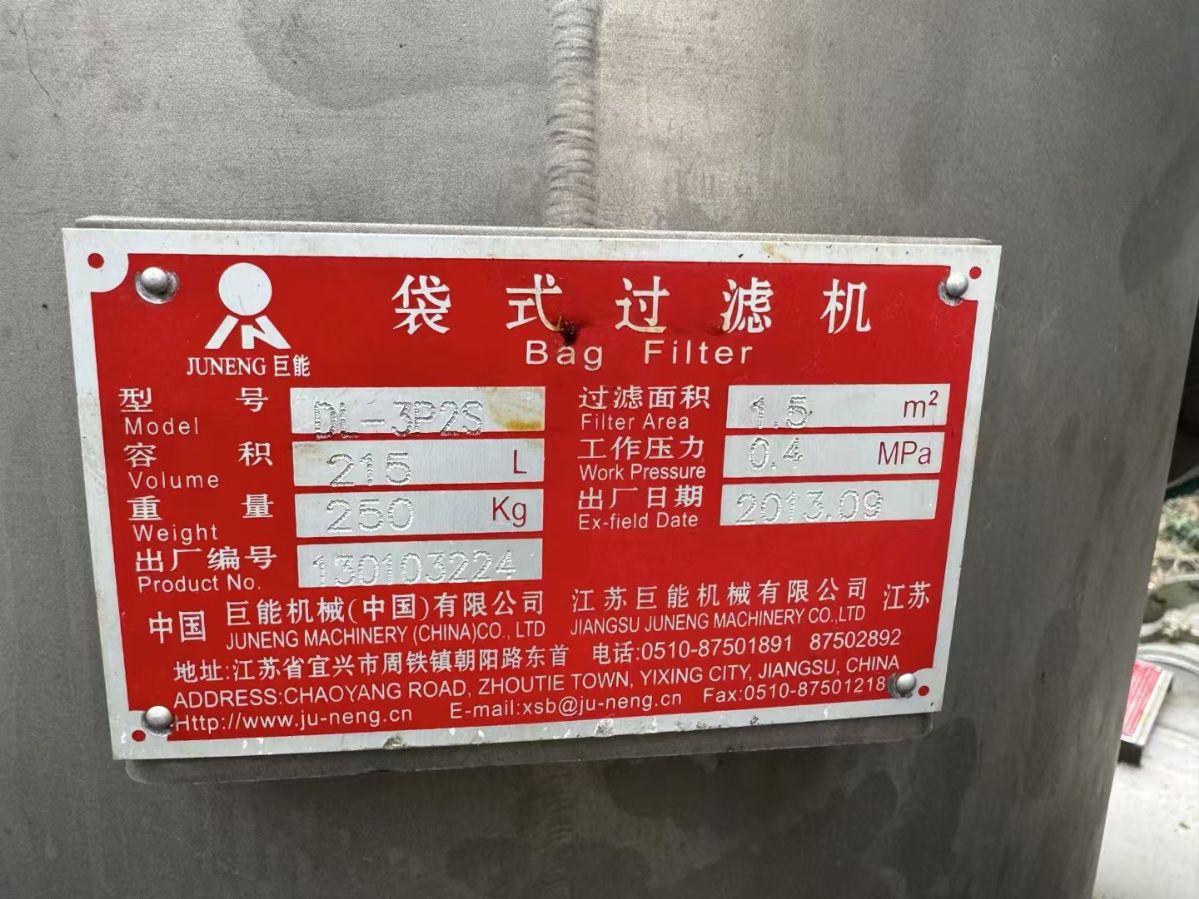 袋式过滤机
Bag Filter
JUNENG 巨能
型号 DL-3P2S
Model
过滤面积 1.5 m²
Filter Area
容积 215 L
Volume
工作压力 0.4 MPa
Work Pressure
重量 250 Kg
Weight
出厂日期 2013.09
Ex-field Date
出厂编号 130103224
Product No.
中国 巨能机械(中国)有限公司 江苏巨能机械有限公司 江苏
JUNENG MACHINERY (CHINA)CO., LTD JIANGSU JUNENG MACHINERY CO.,LTD
地址:江苏省宜兴市周铁镇朝阳路东首 电话:0510-87501891 87502892
ADDRESS:CHAOYANG ROAD, ZHOUTIE TOWN, YIXING CITY, JIANGSU, CHINA
Http://www.ju-neng.cn E-mail:xsb@ju-neng.cn Fax:0510-8750121